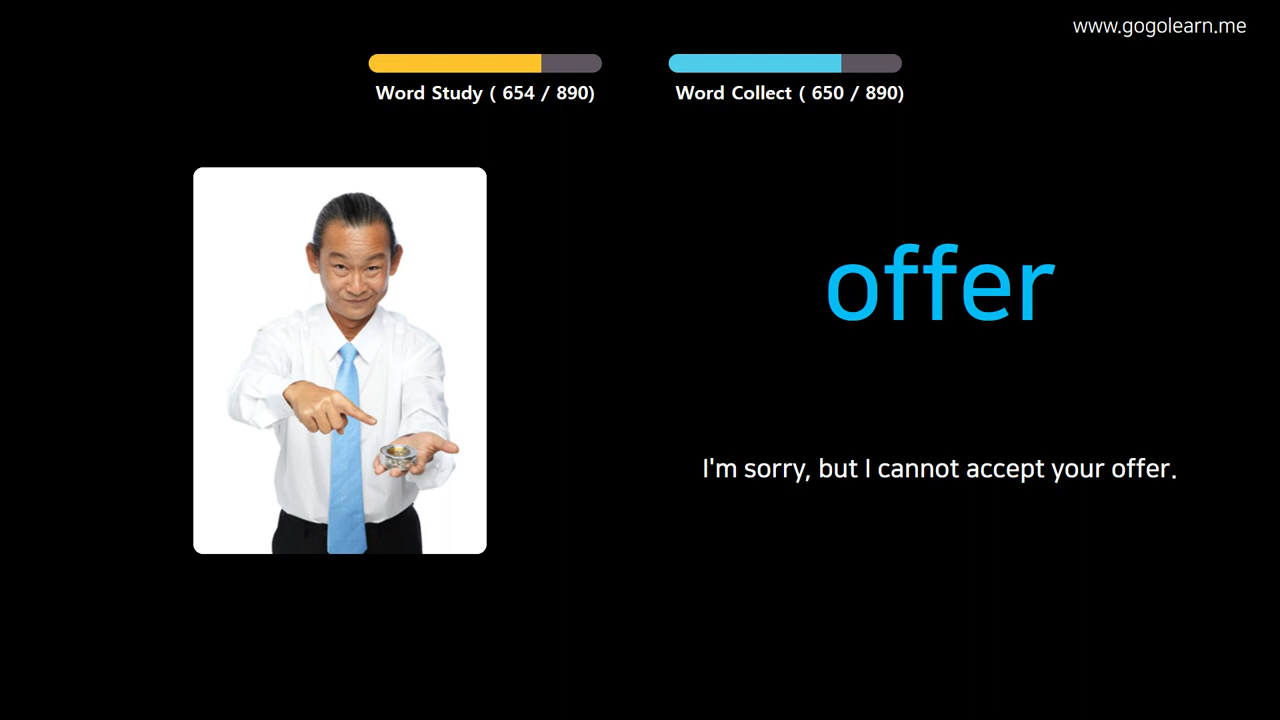 www.gogolearn.me
Word Study ( 654 / 890)
Word Collect ( 650 / 890)
offer
I'm sorry, but I cannot accept your offer.